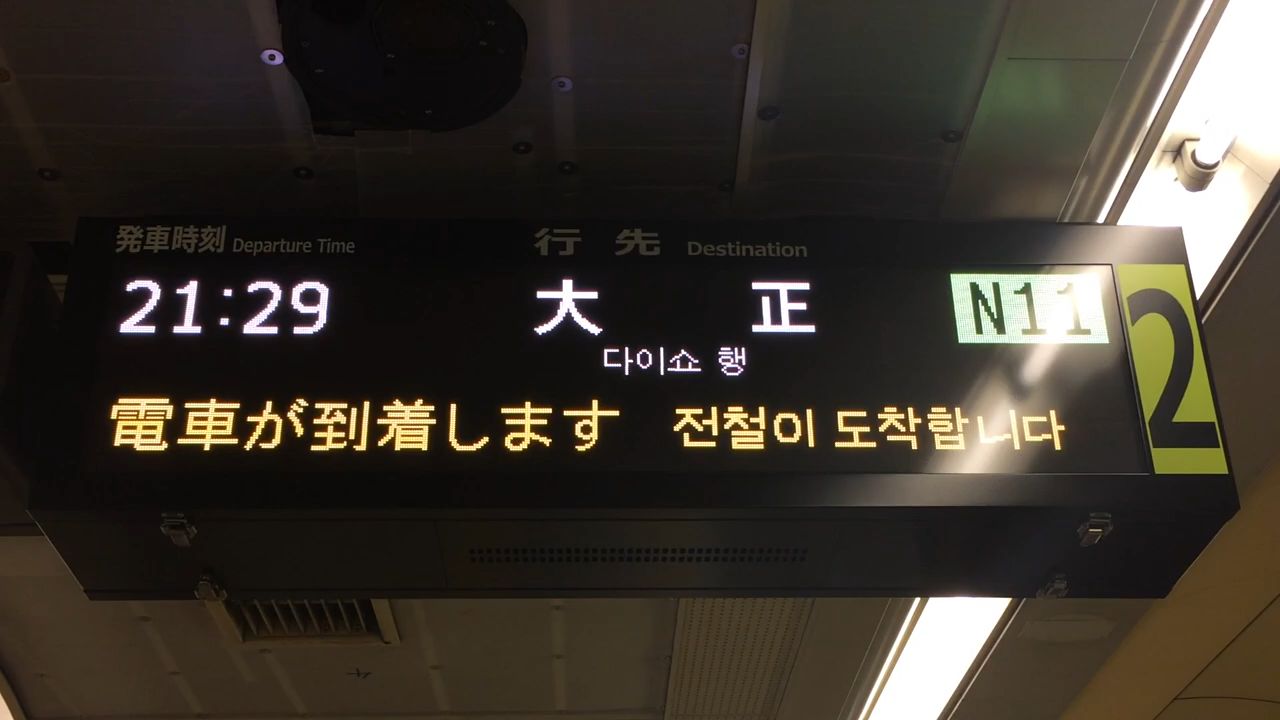 発車時刻 Departure Time 行先 Destination
21:29 大正 N11 2
다이쇼 행
電車が到着します 전철이 도착합니다